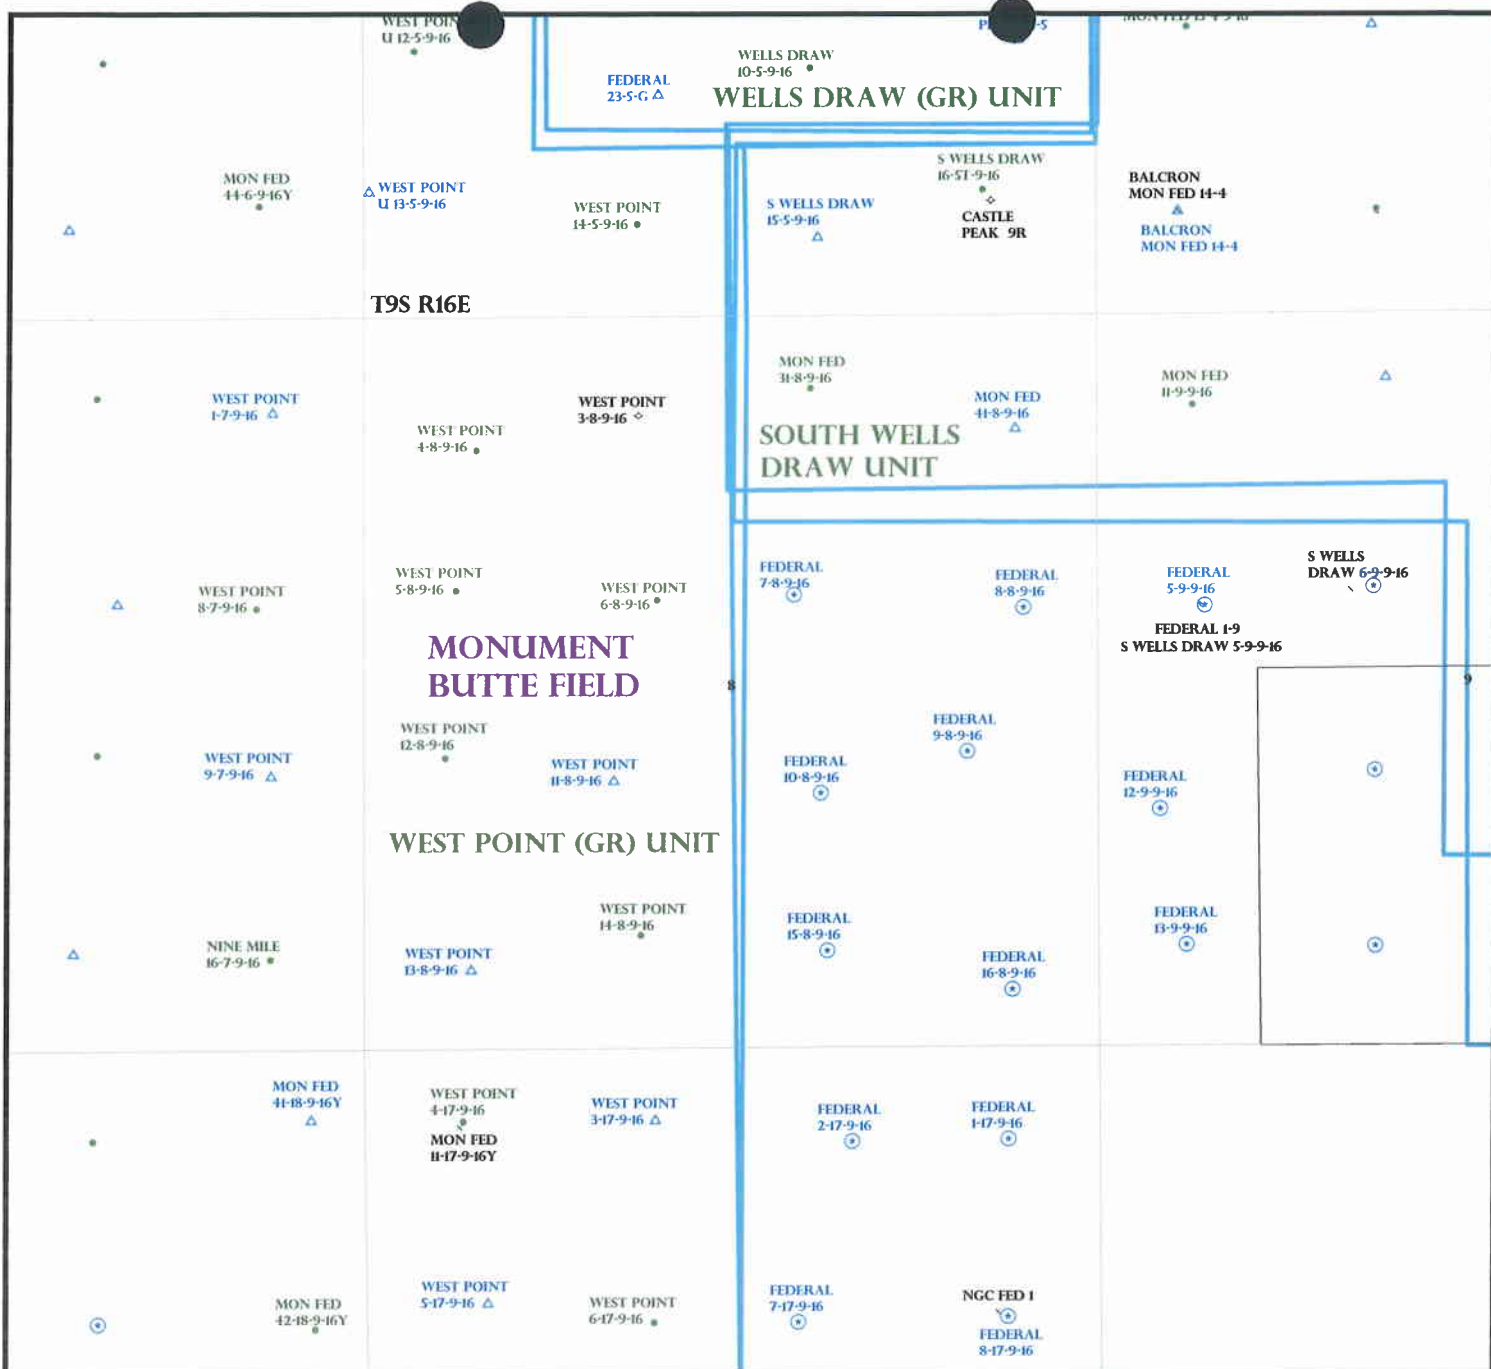 WEST POIN
U 12-5-9-16
WELLS DRAW
10-5-9-16
FEDERAL
23-5-G
WELLS DRAW (GR) UNIT
MON FED
44-6-9-16Y
WEST POINT
U 13-5-9-16
WEST POINT
14-5-9-16
S WELLS DRAW
15-5-9-16
S WELLS DRAW
16-5T-9-16
CASTLE
PEAK 9R
BALCRON
MON FED 14-4
BALCRON
MON FED 14-4
T9S R16E
WEST POINT
1-7-9-16
WEST POINT
4-8-9-16
WEST POINT
3-8-9-16
MON FED
31-8-9-16
MON FED
41-8-9-16
MON FED
11-9-9-16
SOUTH WELLS
DRAW UNIT
WEST POINT
8-7-9-16
WEST POINT
5-8-9-16
WEST POINT
6-8-9-16
FEDERAL
7-8-9-16
FEDERAL
8-8-9-16
FEDERAL
5-9-9-16
S WELLS
DRAW 6-9-9-16
FEDERAL 1-9
S WELLS DRAW 5-9-9-16
MONUMENT
BUTTE FIELD
8
9
WEST POINT
9-7-9-16
WEST POINT
12-8-9-16
WEST POINT
11-8-9-16
FEDERAL
10-8-9-16
FEDERAL
9-8-9-16
FEDERAL
12-9-9-16
WEST POINT (GR) UNIT
NINE MILE
16-7-9-16
WEST POINT
13-8-9-16
WEST POINT
14-8-9-16
FEDERAL
15-8-9-16
FEDERAL
16-8-9-16
FEDERAL
13-9-9-16
MON FED
41-18-9-16Y
WEST POINT
4-17-9-16
MON FED
11-17-9-16Y
WEST POINT
3-17-9-16
FEDERAL
2-17-9-16
FEDERAL
1-17-9-16
MON FED
42-18-9-16Y
WEST POINT
5-17-9-16
WEST POINT
6-17-9-16
FEDERAL
7-17-9-16
NGC FED 1
FEDERAL
8-17-9-16